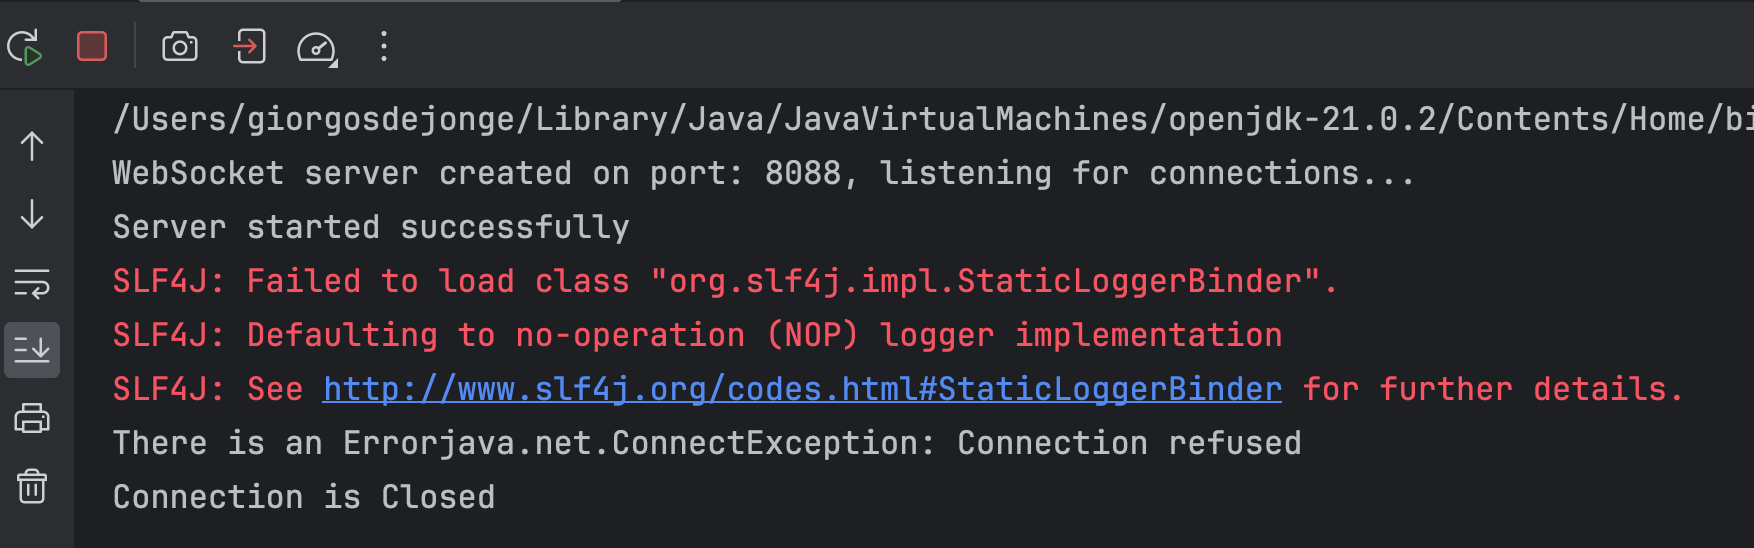 /Users/giorgosdejonge/Library/Java/JavaVirtualMachines/openjdk-21.0.2/Contents/Home/bi
WebSocket server created on port: 8088, listening for connections...
Server started successfully
SLF4J: Failed to load class "org.slf4j.impl.StaticLoggerBinder".
SLF4J: Defaulting to no-operation (NOP) logger implementation
SLF4J: See http://www.slf4j.org/codes.html#StaticLoggerBinder for further details.
There is an Errorjava.net.ConnectException: Connection refused
Connection is Closed